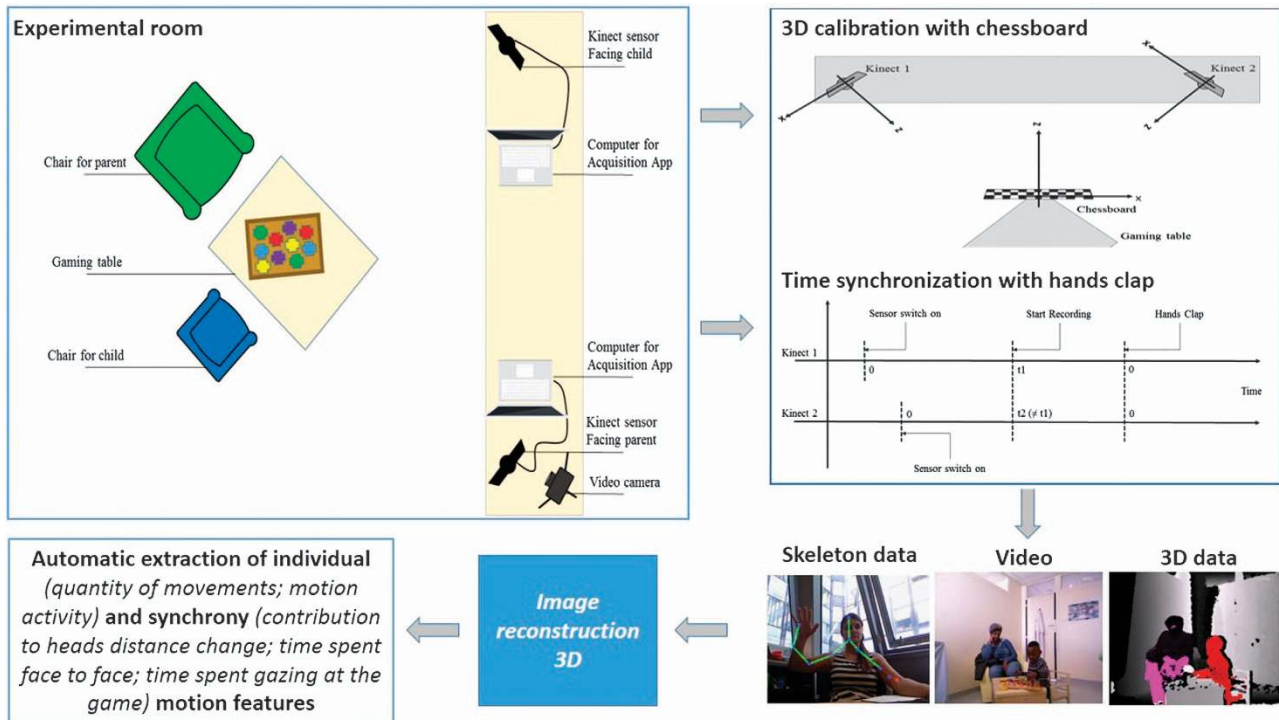 Experimental room
Kinect sensor
Facing child
Computer for
Acquisition App
Chair for parent
Gaming table
Chair for child
Computer for
Acquisition App
Kinect sensor
Facing parent
Video camera
3D calibration with chessboard
Kinect 1
Kinect 2
x
z
x
z
z
x
Chessboard
Gaming table
Time synchronization with hands clap
Sensor switch on
Start Recording
Hands Clap
Kinect 1
0
t1
0
Time
Kinect 2
0
t2 (≠ t1)
0
Sensor switch on
Skeleton data
Video
3D data
Image
reconstruction
3D
Automatic extraction of individual
(quantity of movements; motion
activity) and synchrony (contribution
to heads distance change; time spent
face to face; time spent gazing at the
game) motion features